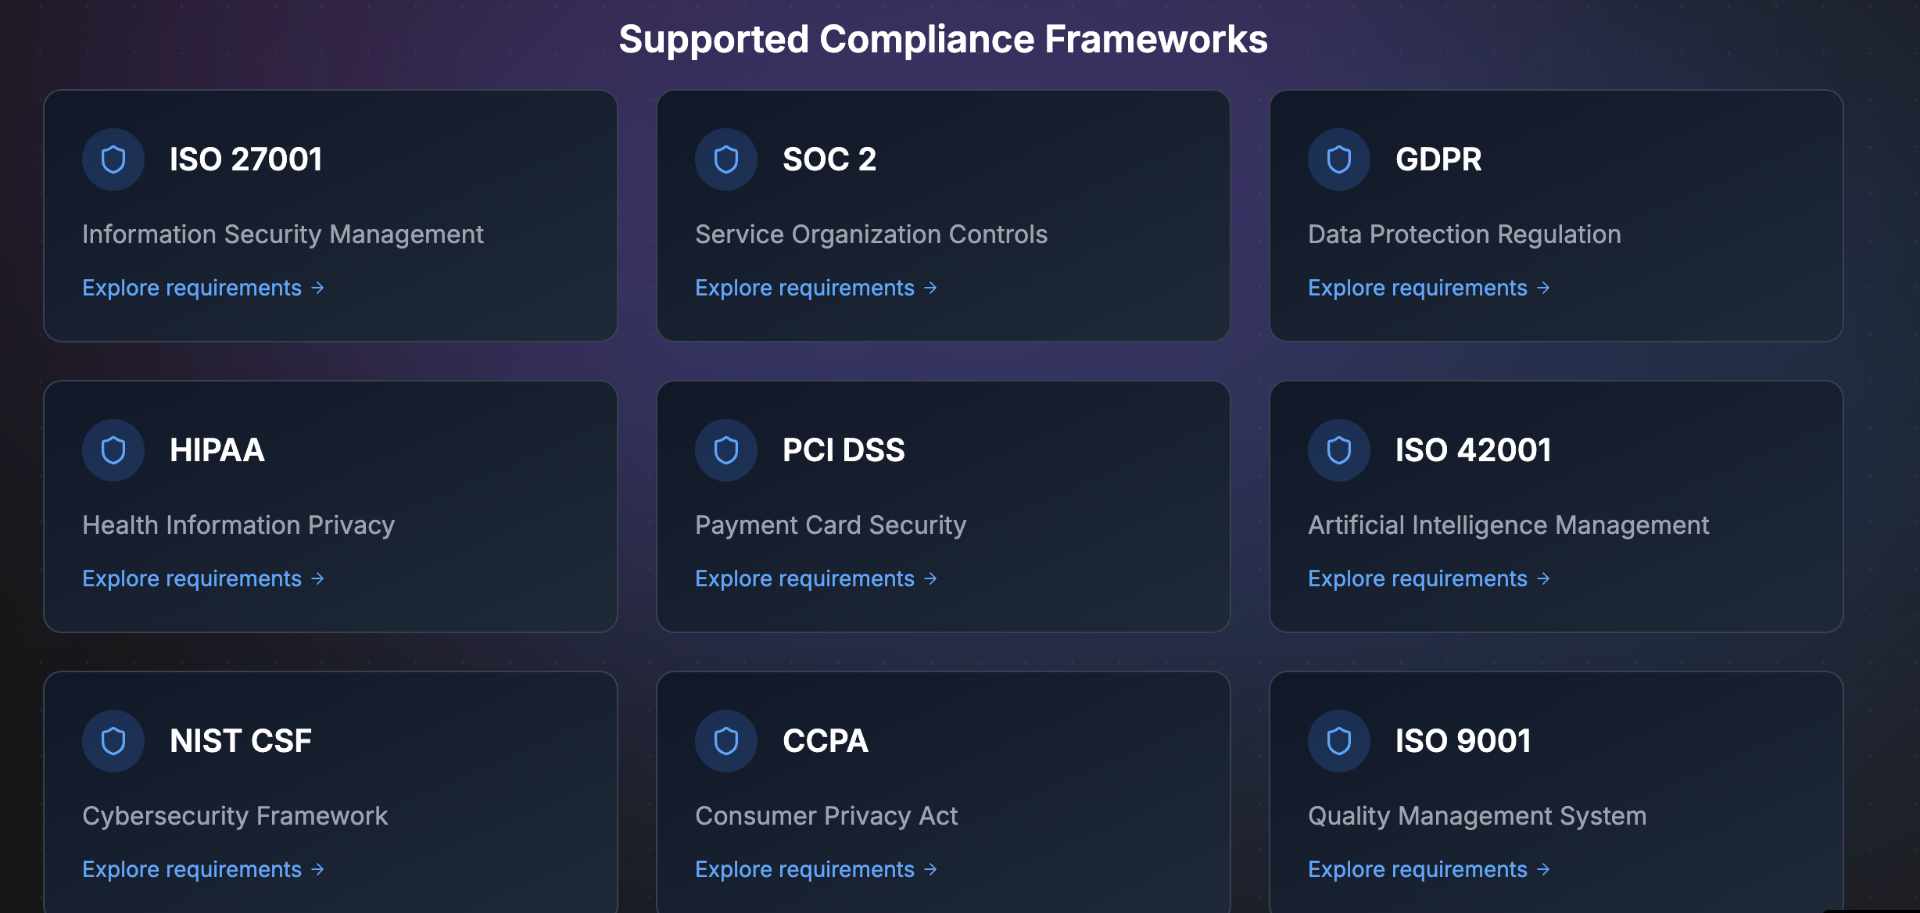 Supported Compliance Frameworks
ISO 27001
Information Security Management
Explore requirements →
SOC 2
Service Organization Controls
Explore requirements →
GDPR
Data Protection Regulation
Explore requirements →
HIPAA
Health Information Privacy
Explore requirements →
PCI DSS
Payment Card Security
Explore requirements →
ISO 42001
Artificial Intelligence Management
Explore requirements →
NIST CSF
Cybersecurity Framework
Explore requirements →
CCPA
Consumer Privacy Act
Explore requirements →
ISO 9001
Quality Management System
Explore requirements →